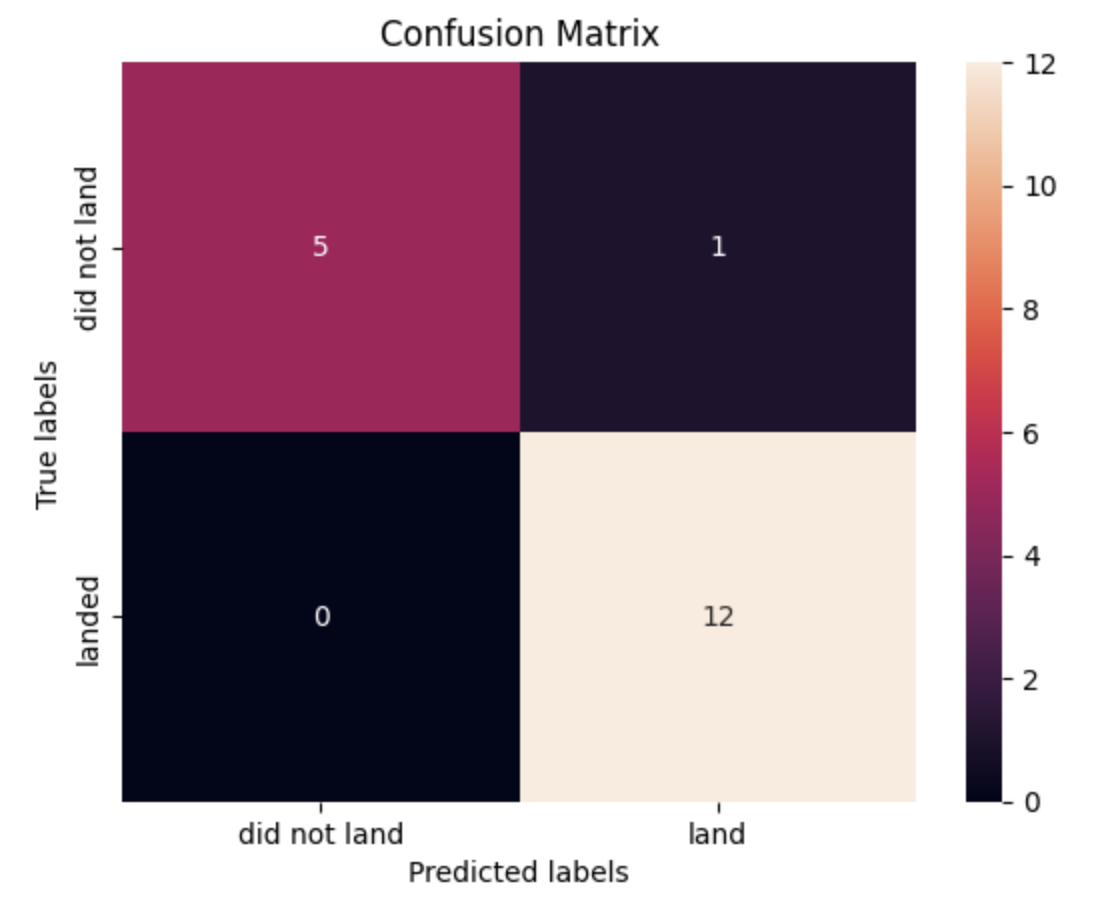 Confusion Matrix
True labels
did not land
landed
5
1
0
12
did not land
land
Predicted labels
12
10
8
6
4
2
0